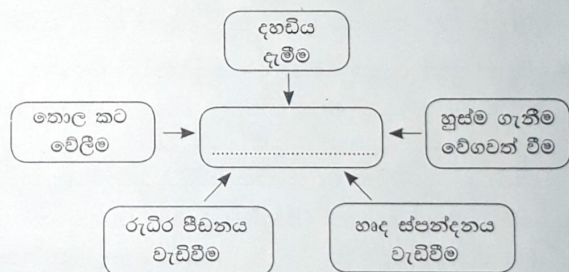 දහඩිය
දැමීම
තොල කට
වේලීම
හුස්ම ගැනීම
වේගවත් වීම
................................
රුධිර පීඩනය
වැඩිවීම
හෘද ස්පන්දනය
වැඩිවීම